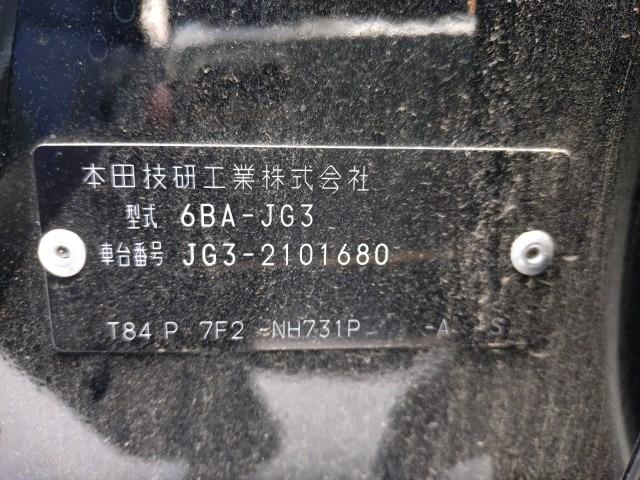 本田技研工業株式会社
型式 6BA-JG3
車台番号 JG3-2101680
T84 P 7F2 -NH731P -A S